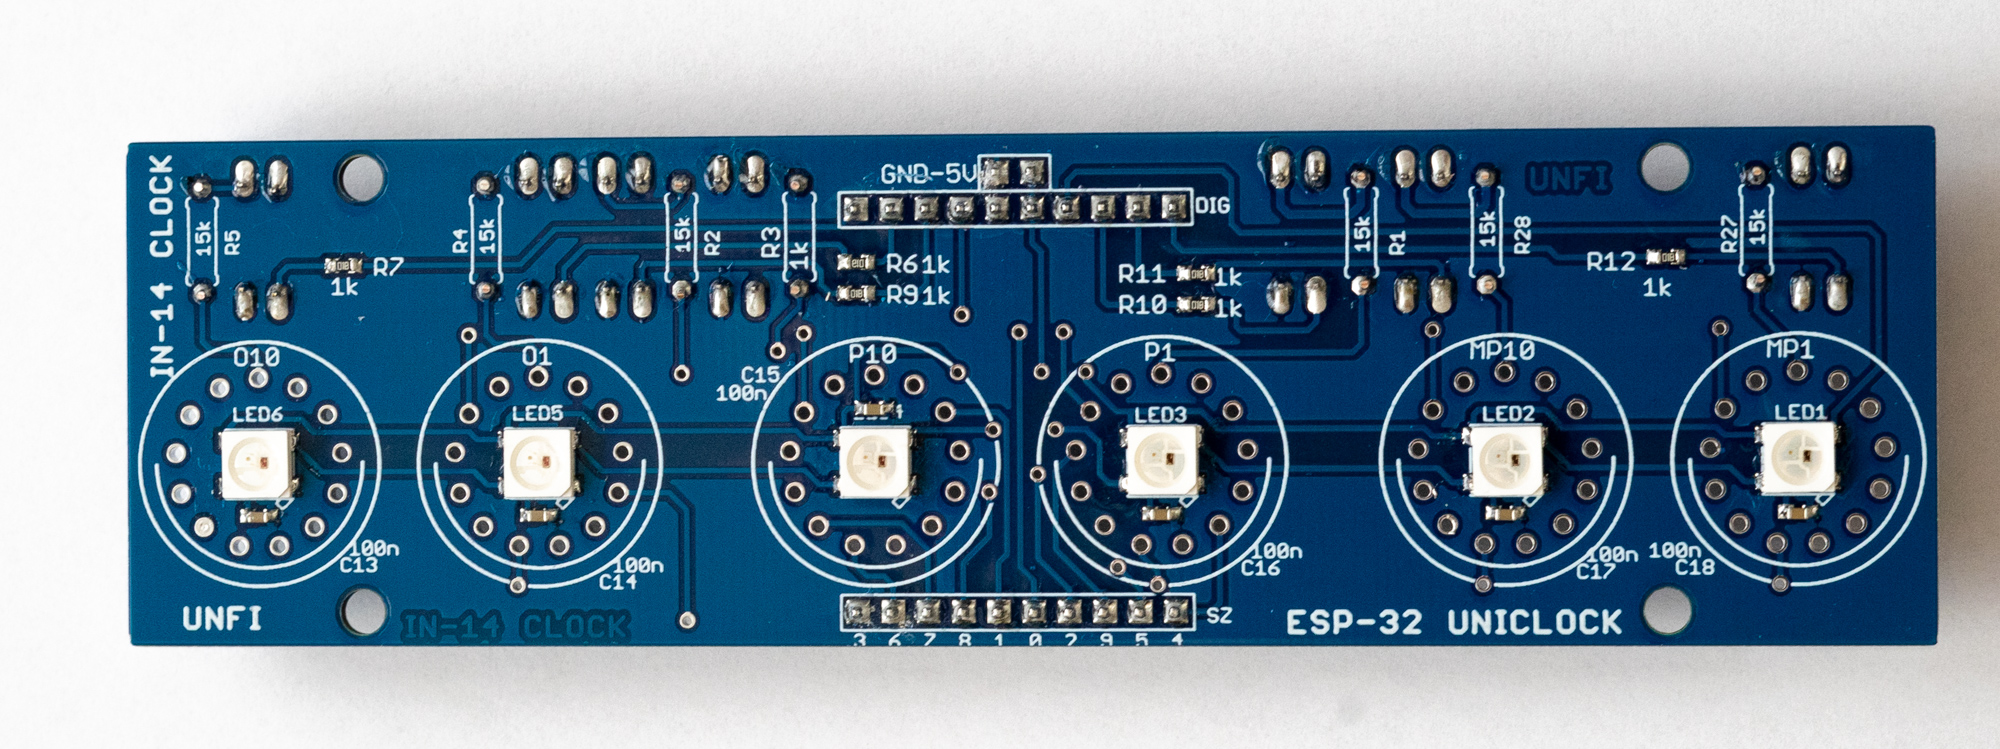 IN-14 CLOCK
GND-5V
DIG
UNFI
15k
R5
R4
15k
15k
R2
R3
1k
15k
R1
15k
R28
R27
15k
R7
1k
R6 1k
R9 1k
R11 1k
R10 1k
R12
1k
O10
O1
P10
P1
MP10
MP1
C15
100n
LED6
LED5
LED3
LED2
LED1
100n
C13
100n
C14
100n
C16
100n
C17
100n
C18
UNFI
IN-14 CLOCK
SZ
ESP-32 UNICLOCK
3 6 7 8 1 0 2 9 5 4